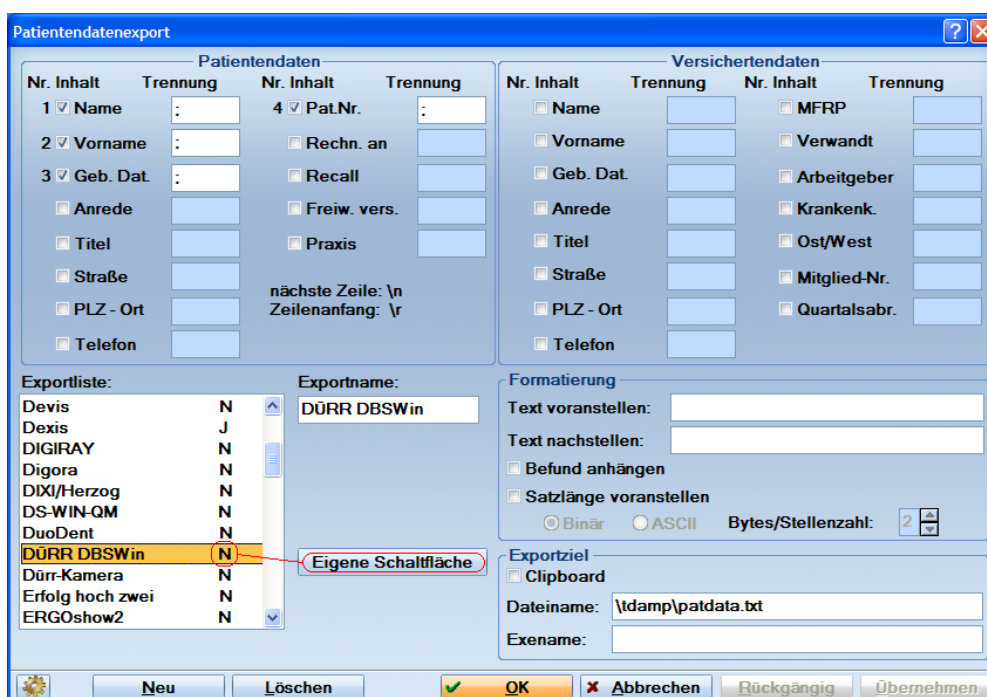 Patientendatenexport
Patientendaten
Nr. Inhalt Trennung Nr. Inhalt Trennung
1 Name : 4 Pat.Nr. :
2 Vorname : Rechn. an
3 Geb. Dat. : Recall
Anrede Freiw. vers.
Titel Praxis
Straße
nächste Zeile: \n
PLZ - Ort Zeilenanfang: \r
Telefon
Versichertendaten
Nr. Inhalt Trennung Nr. Inhalt Trennung
Name MFRP
Vorname Verwandt
Geb. Dat. Arbeitgeber
Anrede Krankenk.
Titel Ost/West
Straße Mitglied-Nr.
PLZ - Ort Quartalsabr.
Telefon
Exportliste:
Devis N
Dexis J
DIGIRAY N
Digora N
DIXI/Herzog N
DS-WIN-QM N
DuoDent N
DÜRR DBSWin N
Dürr-Kamera N
Erfolg hoch zwei N
ERGOshow2 N
Exportname:
DÜRR DBSWin
Eigene Schaltfläche
Formatierung
Text voranstellen:
Text nachstellen:
Befund anhängen
Satzlänge voranstellen
Binär ASCII Bytes/Stellenzahl: 2
Exportziel
Clipboard
Dateiname: \tdamp\patdata.txt
Exename:
Neu Löschen OK Abbrechen Rückgängig Übernehmen